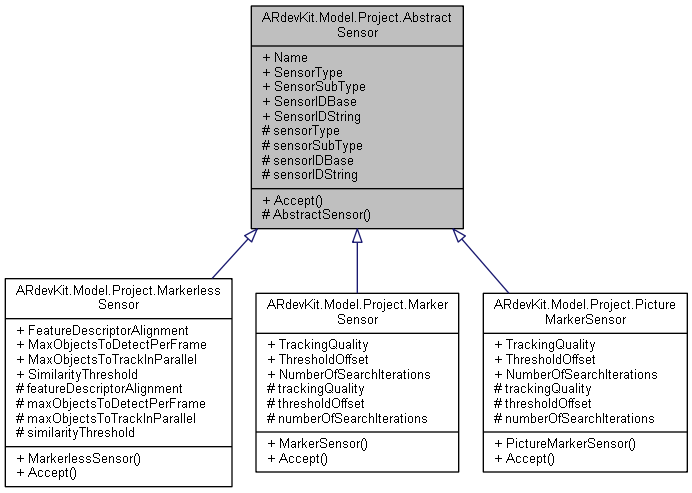 ARdevKit.Model.Project.Abstract
Sensor
+ Name
+ SensorType
+ SensorSubType
+ SensorIDBase
+ SensorIDString
# sensorType
# sensorSubType
# sensorIDBase
# sensorIDString
+ Accept()
# AbstractSensor()
ARdevKit.Model.Project.Markerless
Sensor
+ FeatureDescriptorAlignment
+ MaxObjectsToDetectPerFrame
+ MaxObjectsToTrackInParallel
+ SimilarityThreshold
# featureDescriptorAlignment
# maxObjectsToDetectPerFrame
# maxObjectsToTrackInParallel
# similarityThreshold
+ MarkerlessSensor()
+ Accept()
ARdevKit.Model.Project.Marker
Sensor
+ TrackingQuality
+ ThresholdOffset
+ NumberOfSearchIterations
# trackingQuality
# thresholdOffset
# numberOfSearchIterations
+ MarkerSensor()
+ Accept()
ARdevKit.Model.Project.Picture
MarkerSensor
+ TrackingQuality
+ ThresholdOffset
+ NumberOfSearchIterations
# trackingQuality
# thresholdOffset
# numberOfSearchIterations
+ PictureMarkerSensor()
+ Accept()